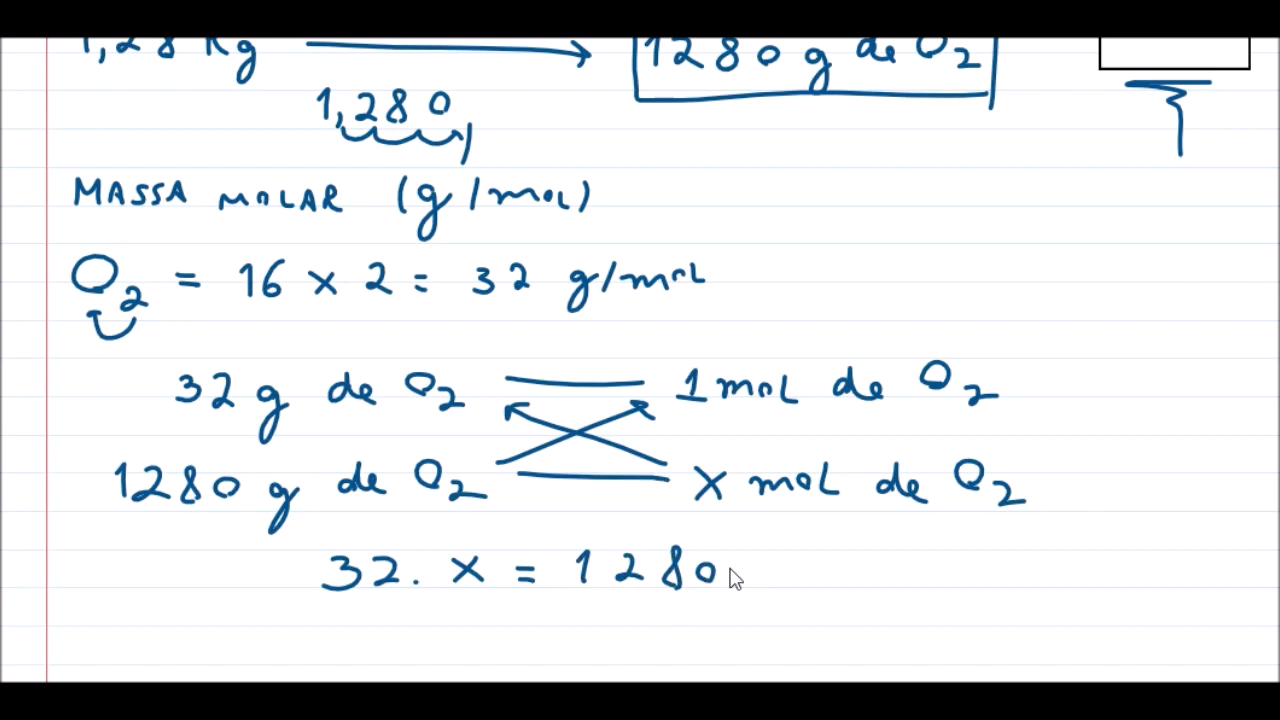 1,28 Kg 1280 g de O2
1,280
MASSA MOLAR (g/mol)
O2 = 16 x 2 = 32 g/mol
32 g de O2 1 mol de O2
1280 g de O2 x mol de O2
32. x = 1280